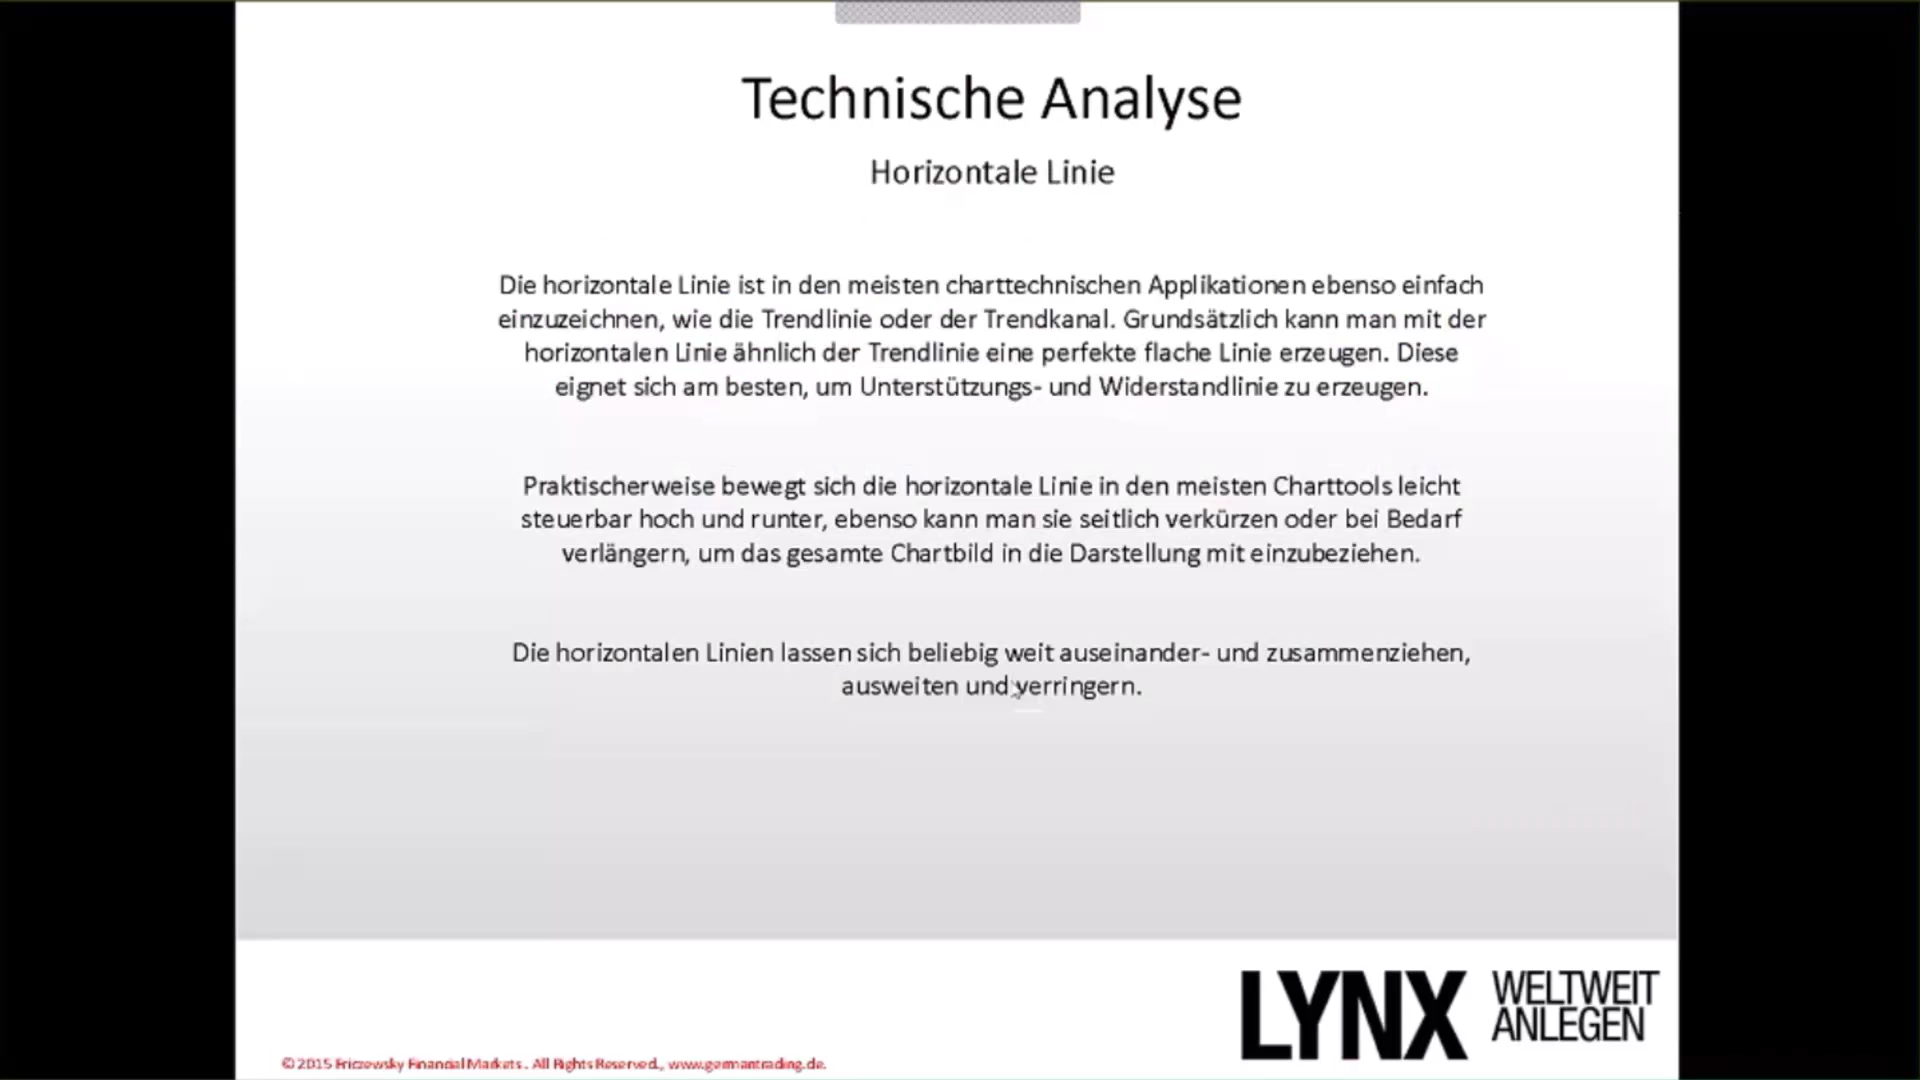 Technische Analyse
Horizontale Linie
Die horizontale Linie ist in den meisten charttechnischen Applikationen ebenso einfach
einzuzeichnen, wie die Trendlinie oder der Trendkanal. Grundsätzlich kann man mit der
horizontalen Linie ähnlich der Trendlinie eine perfekte flache Linie erzeugen. Diese
eignet sich am besten, um Unterstützungs- und Widerstandlinie zu erzeugen.
Praktischerweise bewegt sich die horizontale Linie in den meisten Charttools leicht
steuerbar hoch und runter, ebenso kann man sie seitlich verkürzen oder bei Bedarf
verlängern, um das gesamte Chartbild in die Darstellung mit einzubeziehen.
Die horizontalen Linien lassen sich beliebig weit auseinander- und zusammenziehen,
ausweiten und verringern.
LYNX WELTWEIT
ANLEGEN
©2015 Friczewsky Financial Markets. All Rights Reserved., www.germantrading.de.